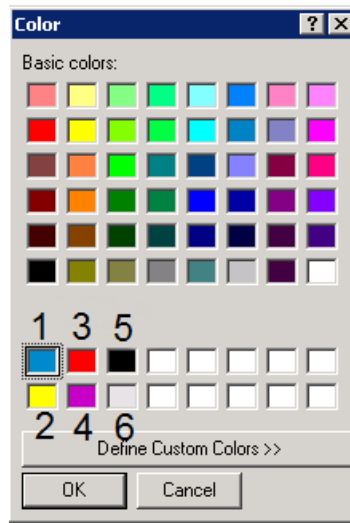 Color ? X
Basic colors:
1 3 5
2 4 6
Define Custom Colors >>
OK Cancel